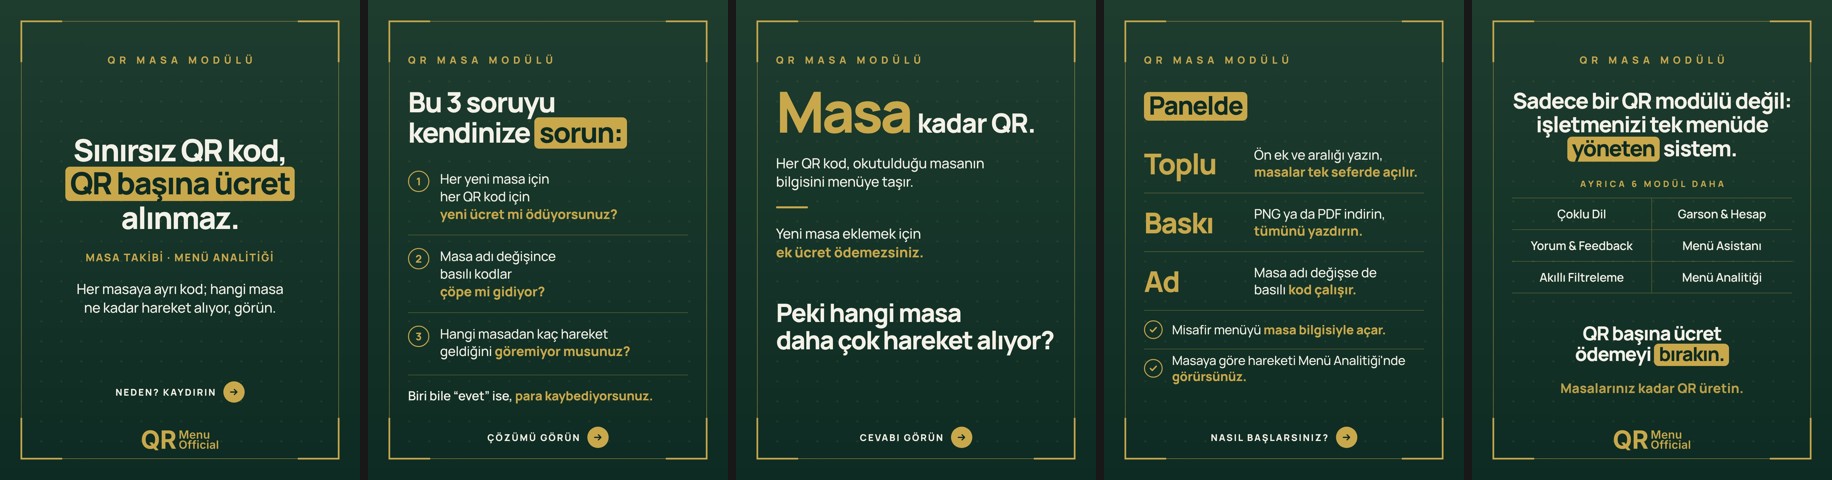 QR MASA MODÜLÜ
Sınırsız QR kod,
QR başına ücret
alınmaz.
MASA TAKİBİ · MENÜ ANALİTİĞİ
Her masaya ayrı kod; hangi masa
ne kadar hareket alıyor, görün.
NEDEN? KAYDIRIN
QR Menu
Official
QR MASA MODÜLÜ
Bu 3 soruyu
kendinize sorun:
1
Her yeni masa için
her QR kod için
yeni ücret mi ödüyorsunuz?
2
Masa adı değişince
basılı kodlar
çöpe mi gidiyor?
3
Hangi masadan kaç hareket
geldiğini göremiyor musunuz?
Biri bile “evet” ise, para kaybediyorsunuz.
ÇÖZÜMÜ GÖRÜN
QR MASA MODÜLÜ
Masa kadar QR.
Her QR kod, okutulduğu masanın
bilgisini menüye taşır.
Yeni masa eklemek için
ek ücret ödemezsiniz.
Peki hangi masa
daha çok hareket alıyor?
CEVABI GÖRÜN
QR MASA MODÜLÜ
Panelde
Toplu
Ön ek ve aralığı yazın,
masalar tek seferde açılır.
Baskı
PNG ya da PDF indirin,
tümünü yazdırın.
Ad
Masa adı değişse de
basılı kod çalışır.
Misafir menüyü masa bilgisiyle açar.
Masaya göre hareketi Menü Analitiği'nde
görürsünüz.
NASIL BAŞLARSINIZ?
QR MASA MODÜLÜ
Sadece bir QR modülü değil:
işletmenizi tek menüde
yöneten sistem.
AYRICA 6 MODÜL DAHA
Çoklu Dil
Garson & Hesap
Yorum & Feedback
Menü Asistanı
Akıllı Filtreleme
Menü Analitiği
QR başına ücret
ödemeyi bırakın.
Masalarınız kadar QR üretin.
QR Menu
Official